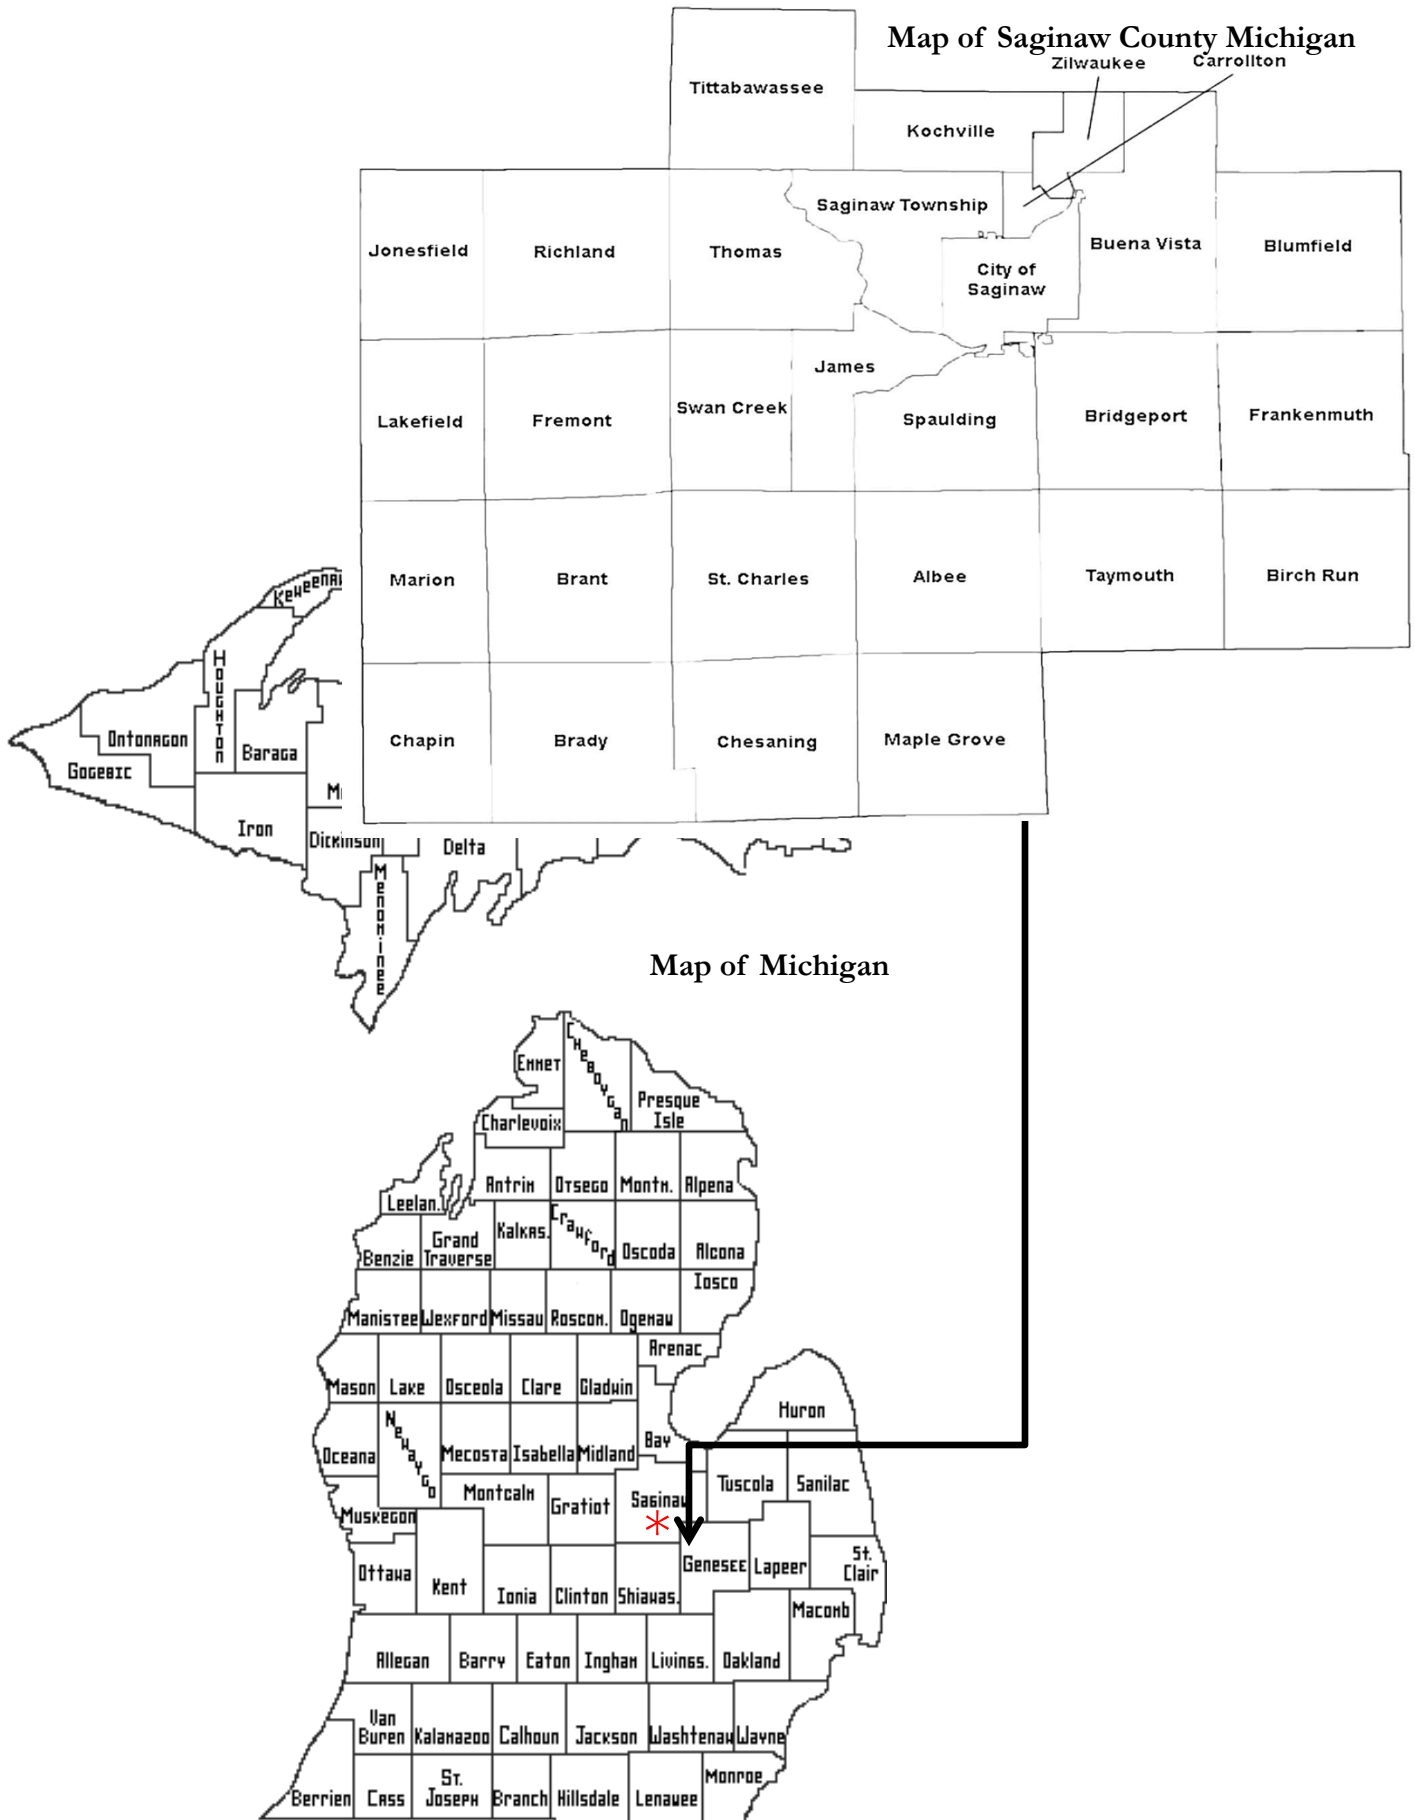 Map of Saginaw County Michigan
Zilwaukee
Carrollton
Tittabawassee
Kochville
Saginaw Township
Jonesfield
Richland
Thomas
Buena Vista
Blumfield
City of
Saginaw
James
Swan Creek
Lakefield
Fremont
Spaulding
Bridgeport
Frankenmuth
Marion
Brant
St. Charles
Albee
Taymouth
Birch Run
Chapin
Brady
Chesaning
Maple Grove
Houghton
Ontonagon
Baraga
Gogebic
Iron
Dickinson
Delta
Menominee
Map of Michigan
Emmet
Cheboygan
Presque
Isle
Charlevoix
Antrim
Otsego
Montm.
Alpena
Leelan.
Kalkas.
Crawford
Grand
Traverse
Benzie
Oscoda
Alcona
Iosco
Manistee
Wexford
Missau
Roscom.
Ogemaw
Arenac
Mason
Lake
Osceola
Clare
Gladwin
Huron
Newaygo
Bay
Oceana
Mecosta
Isabella
Midland
Tuscola
Sanilac
Montcalm
Gratiot
Saginaw
Muskegon
*
Ottawa
Kent
Ionia
Clinton
Shiawas.
Genesee
Lapeer
St.
Clair
Macomb
Allegan
Barry
Eaton
Ingham
Livings.
Oakland
Van
Buren
Kalamazoo
Calhoun
Jackson
Washtenaw
Wayne
Berrien
Cass
St.
Joseph
Branch
Hillsdale
Lenawee
Monroe